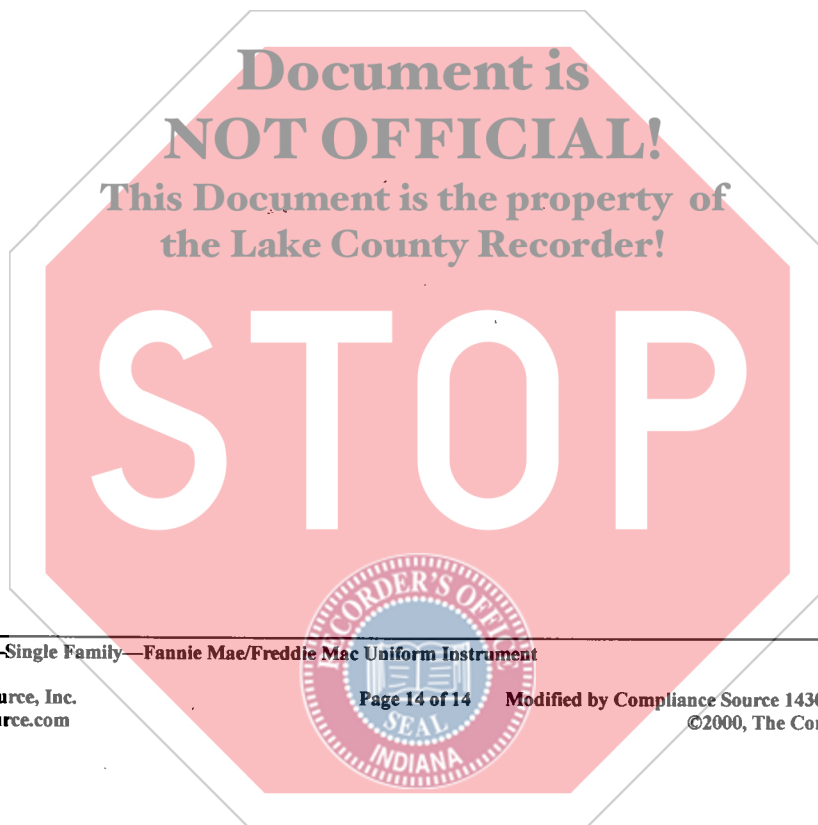 Document is
NOT OFFICIAL!
This Document is the property of
the Lake County Recorder!
STOP
RECORDER'S OFFICE
SEAL
INDIANA
-Single Family—Fannie Mae/Freddie Mac Uniform Instrument
urce, Inc.
Page 14 of 14
Modified by Compliance Source 1430
urce.com
©2000, The Co